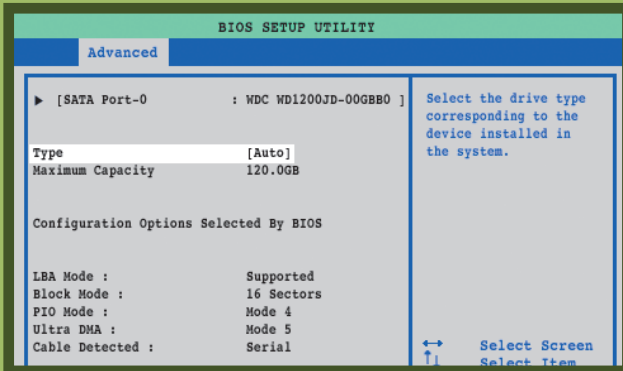 BIOS SETUP UTILITY
Advanced
[SATA Port-0 : WDC WD1200JD-00GBB0 ]
Type [Auto]
Maximum Capacity 120.0GB
Configuration Options Selected By BIOS
LBA Mode : Supported
Block Mode : 16 Sectors
PIO Mode : Mode 4
Ultra DMA : Mode 5
Cable Detected : Serial
Select the drive type
corresponding to the
device installed in
the system.
Select Screen
Select Item